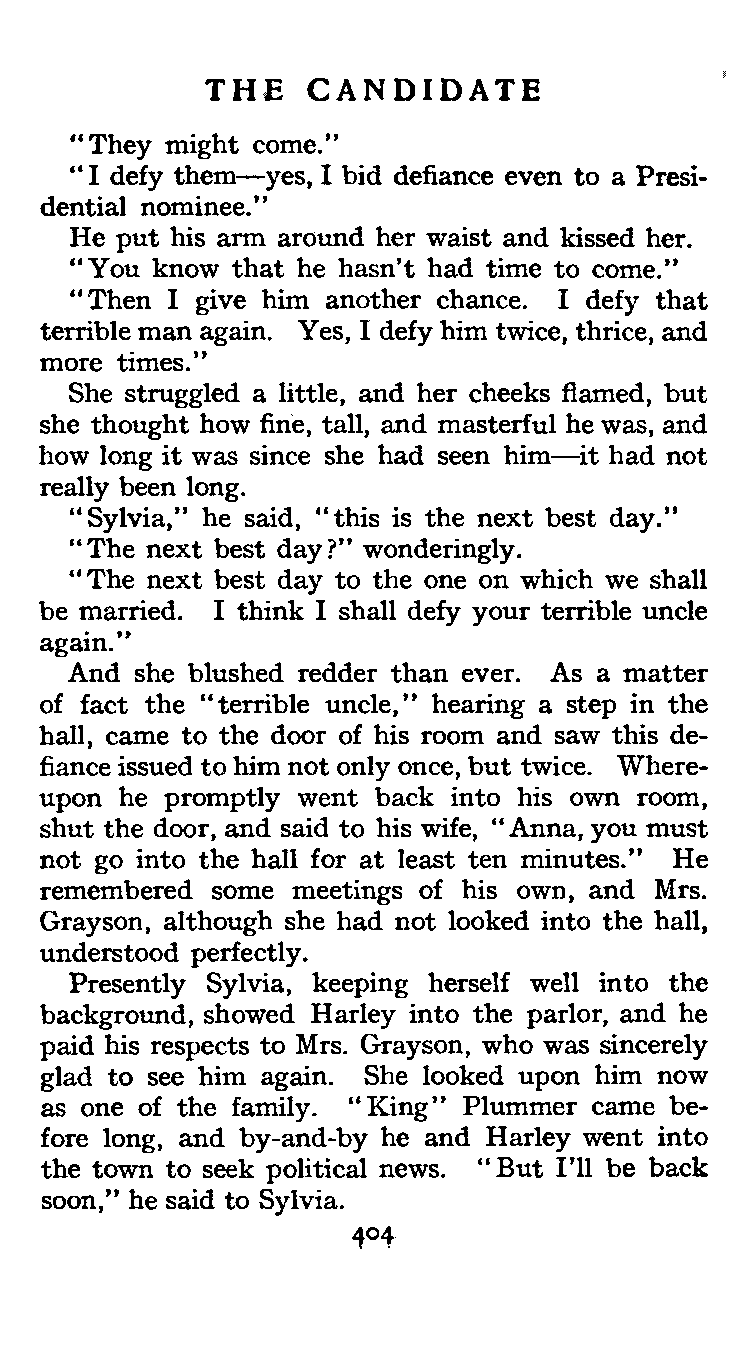 THE CANDIDATE
"They might come."
"I defy them—yes, I bid defiance even to a Presi-
dential nominee."
He put his arm around her waist and kissed her.
"You know that he hasn't had time to come."
"Then I give him another chance. I defy that
terrible man again. Yes, I defy him twice, thrice, and
more times."
She struggled a little, and her cheeks flamed, but
she thought how fine, tall, and masterful he was, and
how long it was since she had seen him—it had not
really been long.
"Sylvia," he said, "this is the next best day."
"The next best day?" wonderingly.
"The next best day to the one on which we shall
be married. I think I shall defy your terrible uncle
again."
And she blushed redder than ever. As a matter
of fact the "terrible uncle," hearing a step in the
hall, came to the door of his room and saw this de-
fiance issued to him not only once, but twice. Where-
upon he promptly went back into his own room,
shut the door, and said to his wife, "Anna, you must
not go into the hall for at least ten minutes." He
remembered some meetings of his own, and Mrs.
Grayson, although she had not looked into the hall,
understood perfectly.
Presently Sylvia, keeping herself well into the
background, showed Harley into the parlor, and he
paid his respects to Mrs. Grayson, who was sincerely
glad to see him again. She looked upon him now
as one of the family. "King" Plummer came be-
fore long, and by-and-by he and Harley went into
the town to seek political news. "But I'll be back
soon," he said to Sylvia.
404